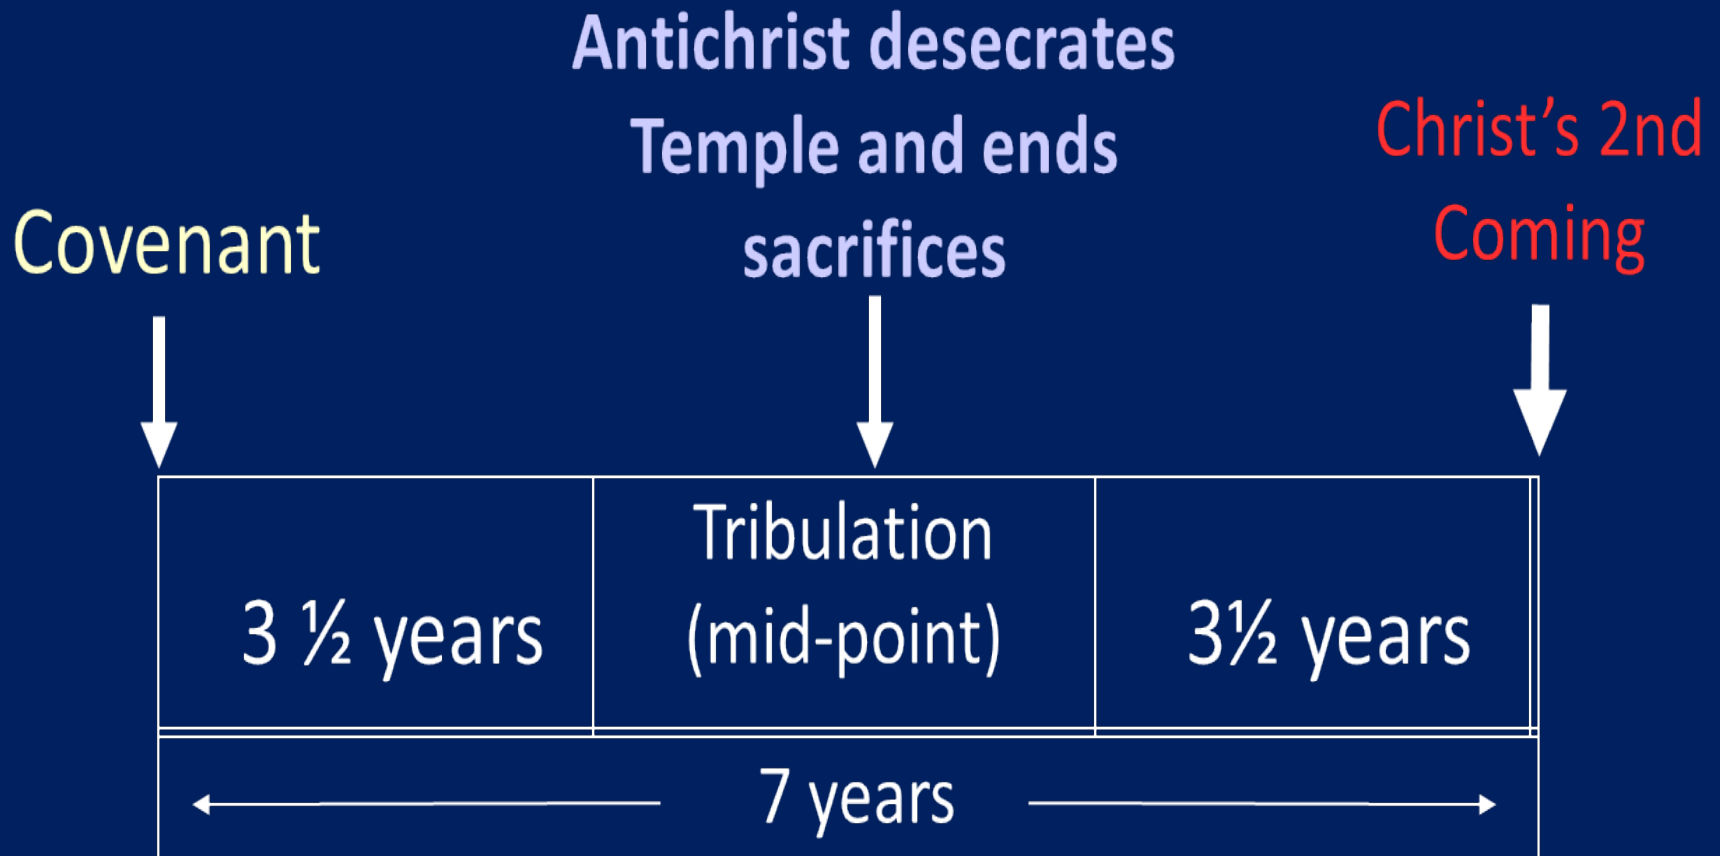 Antichrist desecrates
Temple and ends
sacrifices
Christ’s 2nd
Coming
Covenant
Tribulation
(mid-point)
3 ½ years
3½ years
7 years